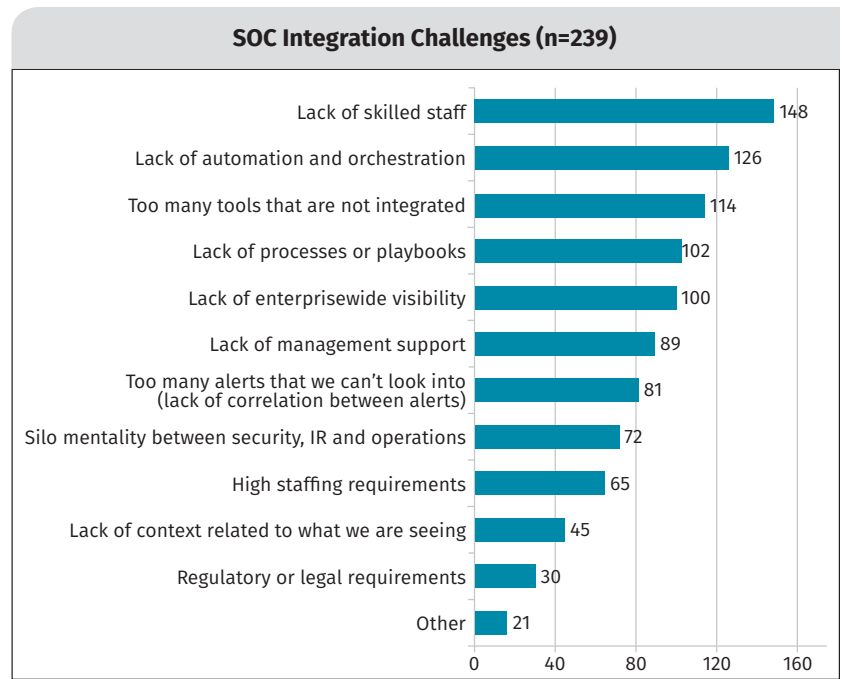 SOC Integration Challenges (n=239)
Lack of skilled staff 148
Lack of automation and orchestration 126
Too many tools that are not integrated 114
Lack of processes or playbooks 102
Lack of enterprisewide visibility 100
Lack of management support 89
Too many alerts that we can’t look into
(lack of correlation between alerts) 81
Silo mentality between security, IR and operations 72
High staffing requirements 65
Lack of context related to what we are seeing 45
Regulatory or legal requirements 30
Other 21
0 40 80 120 160